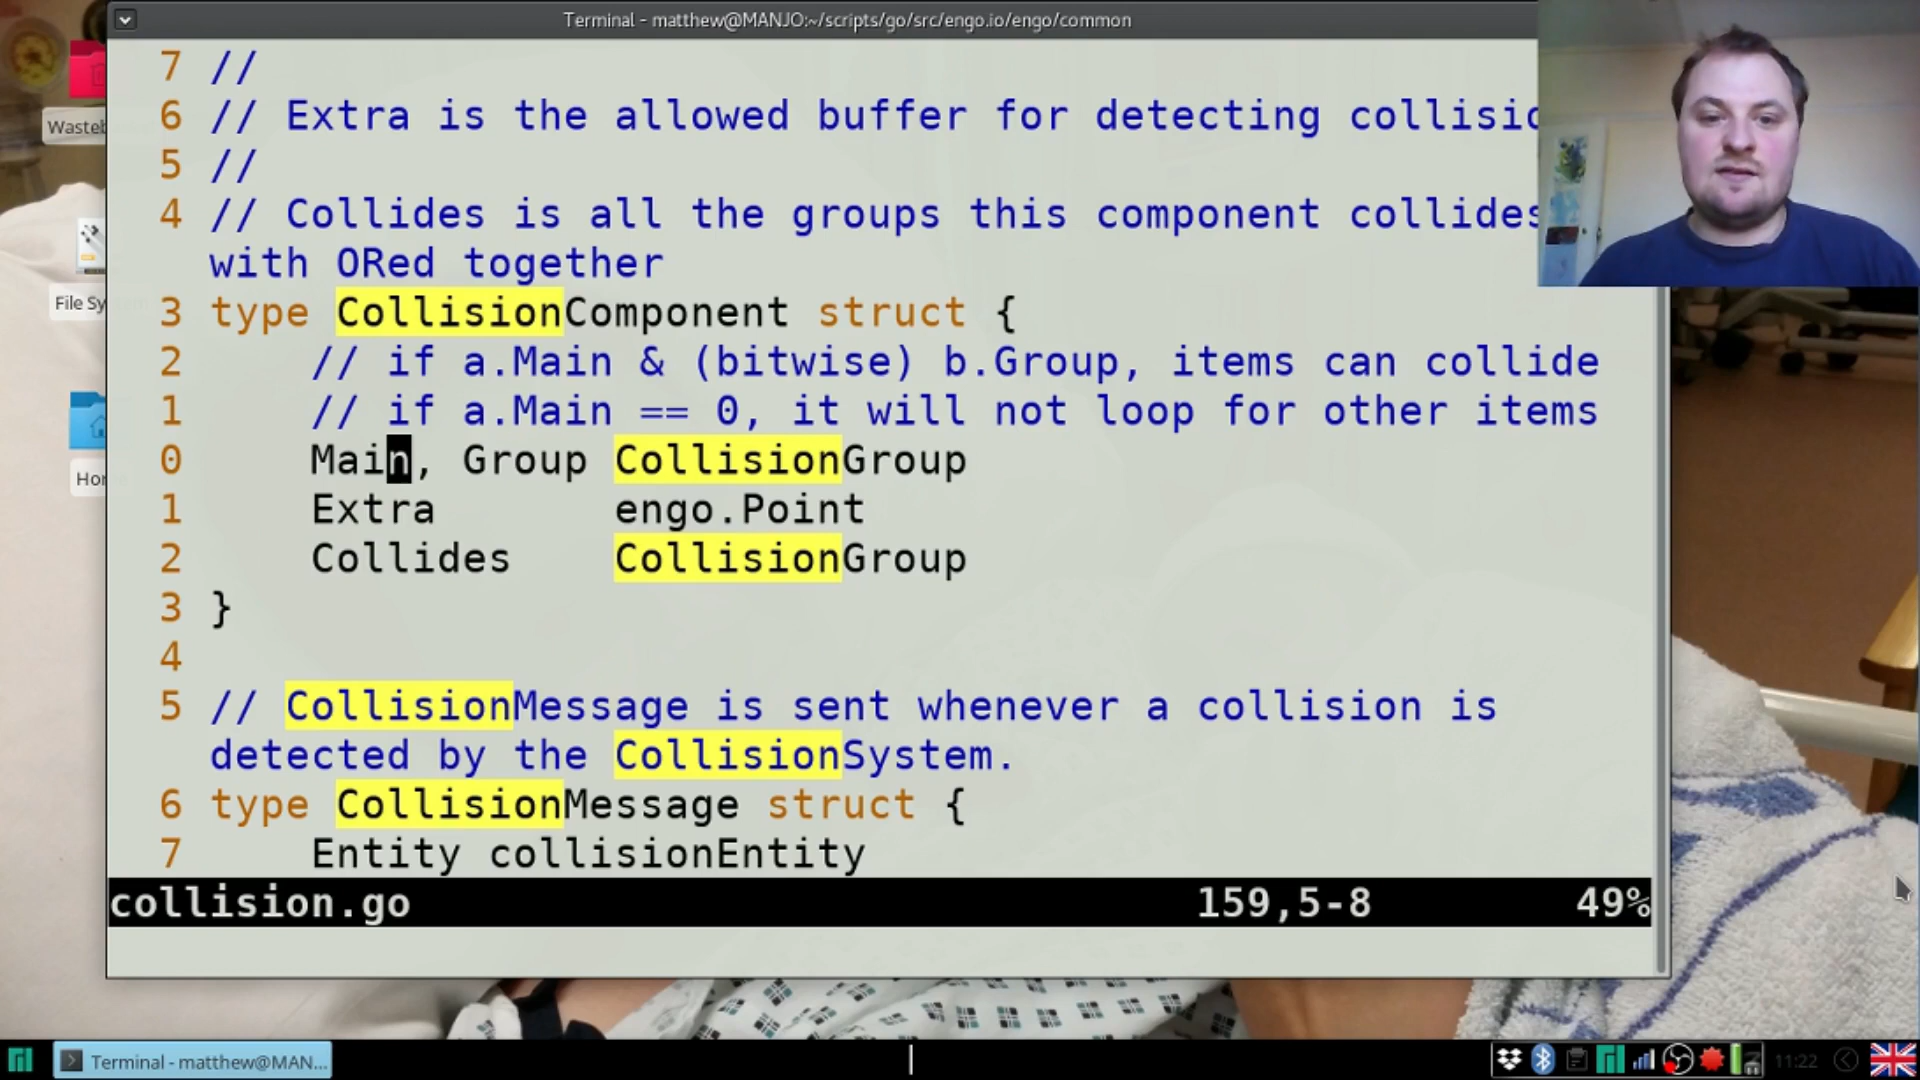 Terminal - matthew@MANJO:~/scripts/go/src/engo.io/engo/common
7 //
6 // Extra is the allowed buffer for detecting
5 //
4 // Collides is all the groups this component collides
with ORed together
3 type CollisionComponent struct {
2 // if a.Main & (bitwise) b.Group, items can collide
1 // if a.Main == 0, it will not loop for other items
0 Main, Group CollisionGroup
1 Extra engo.Point
2 Collides CollisionGroup
3 }
4
5 // CollisionMessage is sent whenever a collision is
detected by the CollisionSystem.
6 type CollisionMessage struct {
7 Entity collisionEntity
collision.go 159,5-8 49%
File
Terminal - matthew@MAN...
11:22